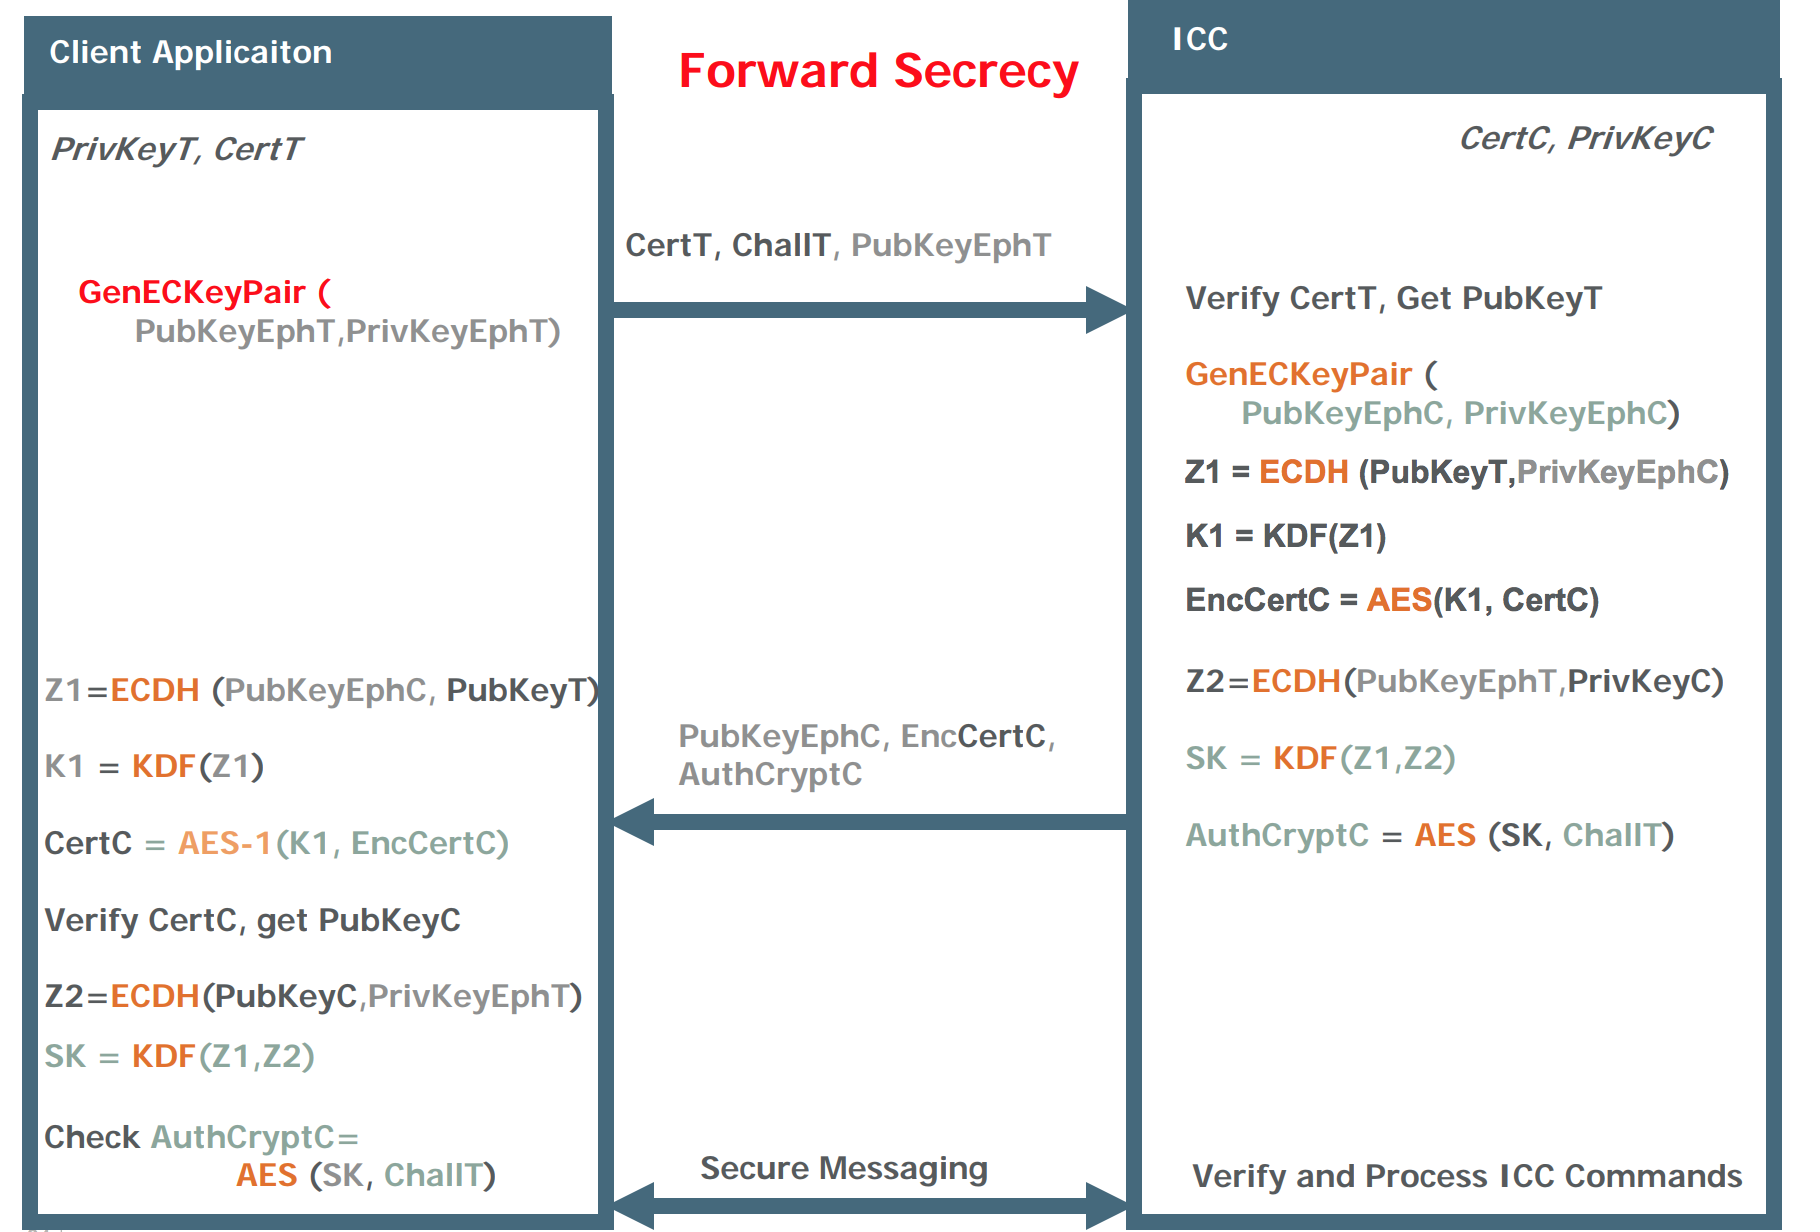 Client Applicaiton
PrivKeyT, CertT
GenECKeyPair (
PubKeyEphT,PrivKeyEphT)
Z1=ECDH (PubKeyEphC, PubKeyT)
K1 = KDF(Z1)
CertC = AES-1(K1, EncCertC)
Verify CertC, get PubKeyC
Z2=ECDH(PubKeyC,PrivKeyEphT)
SK = KDF(Z1,Z2)
Check AuthCryptC=
AES (SK, ChallT)
Forward Secrecy
CertT, ChallT, PubKeyEphT
PubKeyEphC, EncCertC,
AuthCryptC
Secure Messaging
ICC
CertC, PrivKeyC
Verify CertT, Get PubKeyT
GenECKeyPair (
PubKeyEphC, PrivKeyEphC)
Z1 = ECDH (PubKeyT,PrivKeyEphC)
K1 = KDF(Z1)
EncCertC = AES(K1, CertC)
Z2=ECDH(PubKeyEphT,PrivKeyC)
SK = KDF(Z1,Z2)
AuthCryptC = AES (SK, ChallT)
Verify and Process ICC Commands